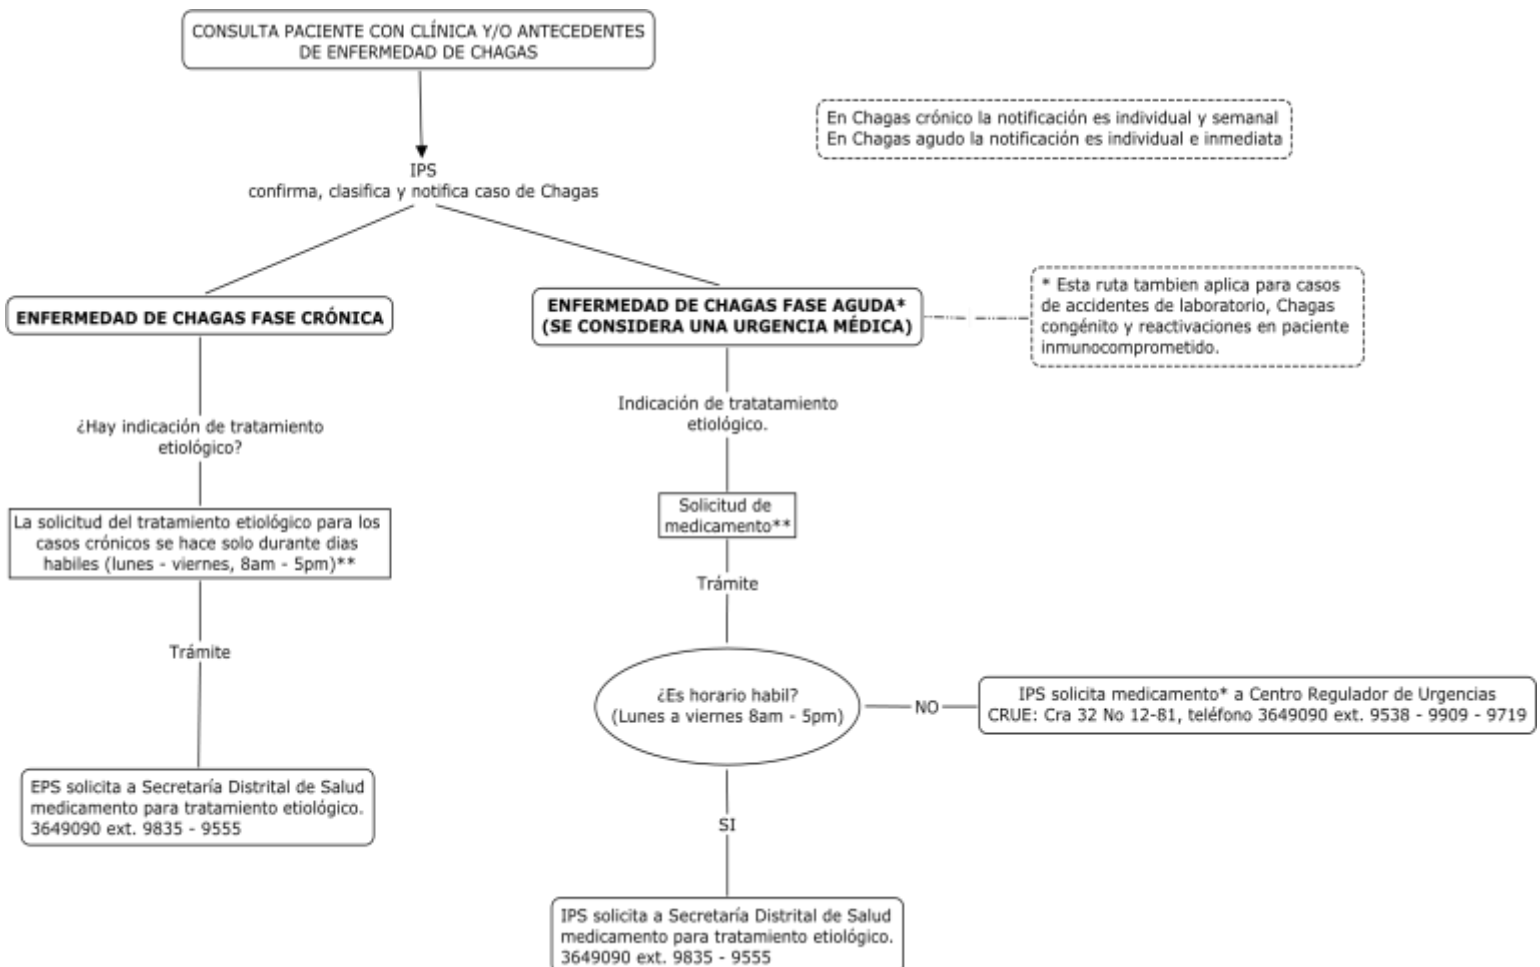 CONSULTA PACIENTE CON CLÍNICA Y/O ANTECEDENTES
DE ENFERMEDAD DE CHAGAS
En Chagas crónico la notificación es individual y semanal
En Chagas agudo la notificación es individual e inmediata
IPS
confirma, clasifica y notifica caso de Chagas
ENFERMEDAD DE CHAGAS FASE CRÓNICA
ENFERMEDAD DE CHAGAS FASE AGUDA*
(SE CONSIDERA UNA URGENCIA MÉDICA)
* Esta ruta tambien aplica para casos
de accidentes de laboratorio, Chagas
congénito y reactivaciones en paciente
inmunocomprometido.
¿Hay indicación de tratamiento
etiológico?
Indicación de tratatamiento
etiológico.
La solicitud del tratamiento etiológico para los
casos crónicos se hace solo durante dias
habiles (lunes - viernes, 8am - 5pm)**
Solicitud de
medicamento**
Trámite
Trámite
¿Es horario habil?
(Lunes a viernes 8am - 5pm)
NO
IPS solicita medicamento* a Centro Regulador de Urgencias
CRUE: Cra 32 No 12-81, teléfono 3649090 ext. 9538 - 9909 - 9719
EPS solicita a Secretaría Distrital de Salud
medicamento para tratamiento etiológico.
3649090 ext. 9835 - 9555
SI
IPS solicita a Secretaría Distrital de Salud
medicamento para tratamiento etiológico.
3649090 ext. 9835 - 9555